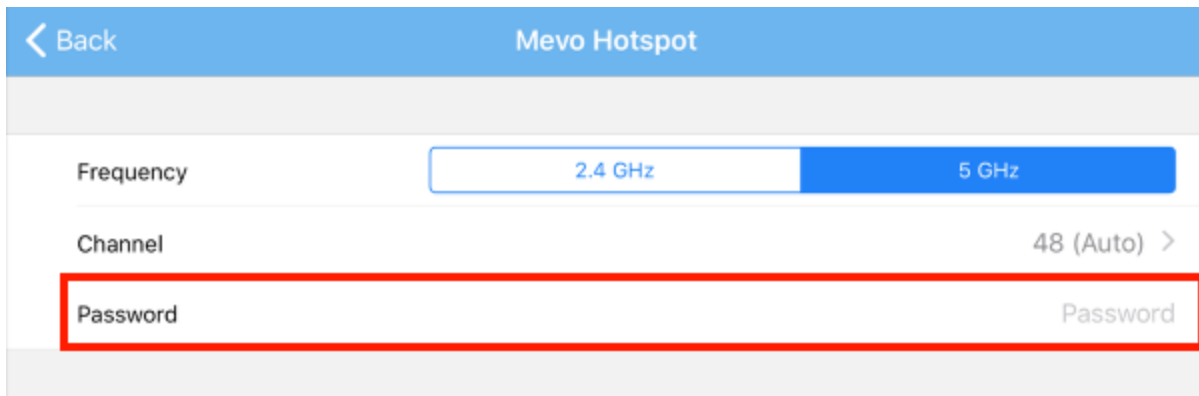 Back Mevo Hotspot
Frequency 2.4 GHz 5 GHz
Channel 48 (Auto)
Password Password